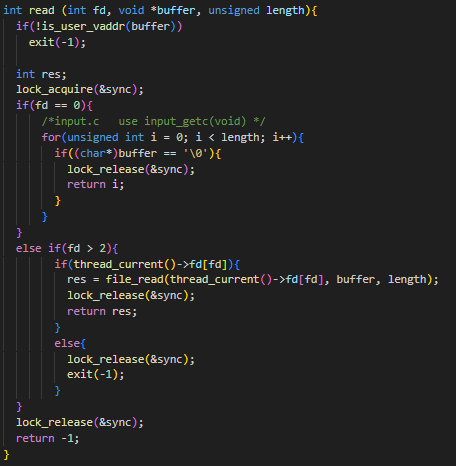 int read (int fd, void *buffer, unsigned length){
  if(!is_user_vaddr(buffer))
    exit(-1);

  int res;
  lock_acquire(&sync);
  if(fd == 0){
      /*input.c   use input_getc(void) */
      for(unsigned int i = 0; i < length; i++){
        if((char*)buffer == '\0'){
          lock_release(&sync);
          return i;
        }
      }
  }
  else if(fd > 2){
        if(thread_current()->fd[fd]){
          res = file_read(thread_current()->fd[fd], buffer, length);
          lock_release(&sync);
          return res;
        }
        else{
          lock_release(&sync);
          exit(-1);
        }
  }
  lock_release(&sync);
  return -1;
}